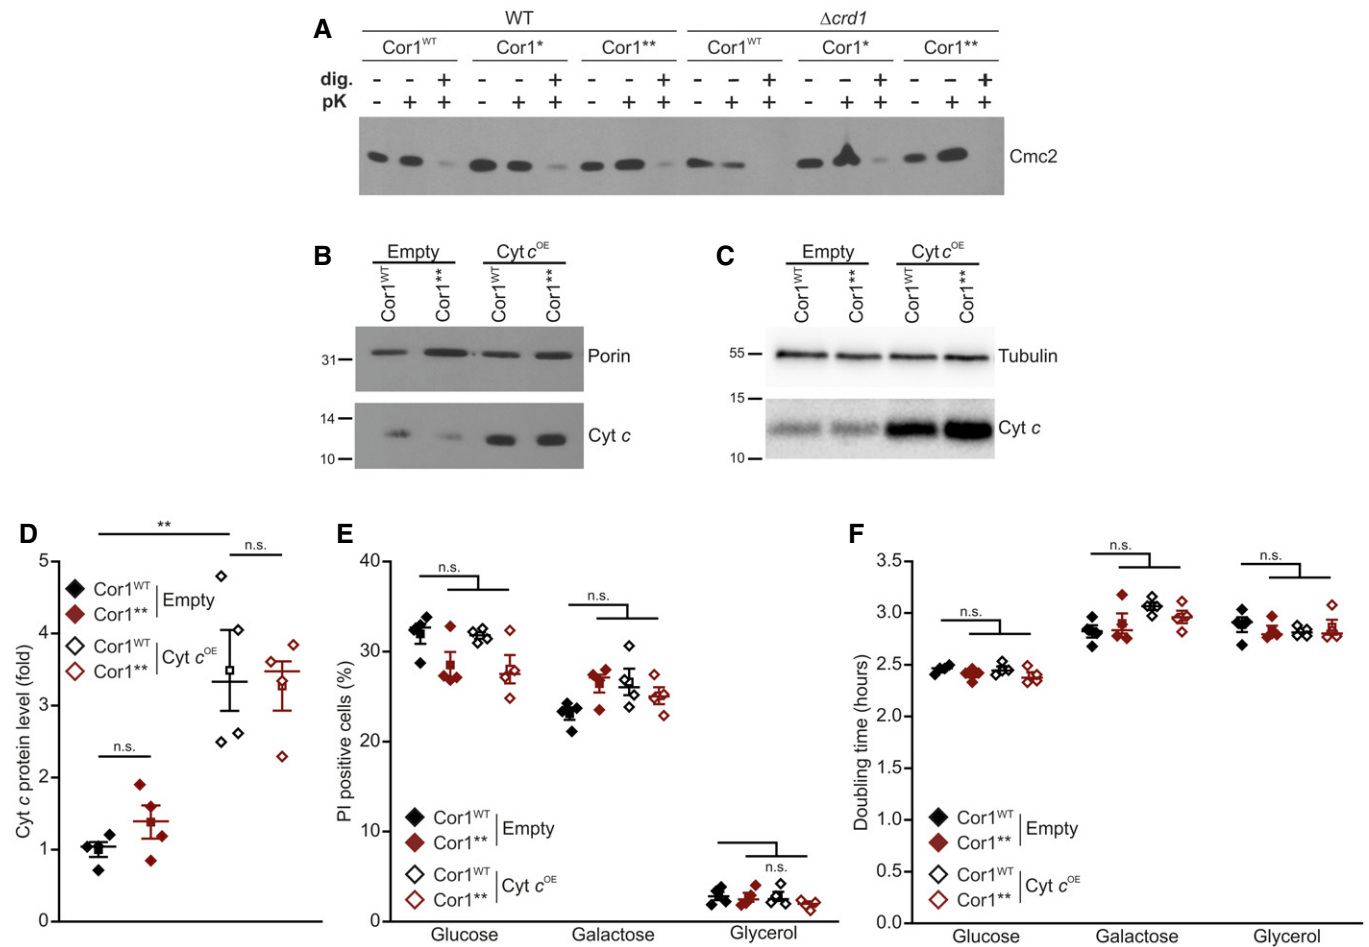 A
WT Δcrd1
Cor1WT Cor1* Cor1** Cor1WT Cor1* Cor1**
dig. - - + - - + - - + - - + - - + - - +
pK - + + - + + - + + - + + - + + - + +
Cmc2
B
Empty Cyt cOE
Cor1WT Cor1** Cor1WT Cor1**
31 Porin
14
Cyt c
10
C
Empty Cyt cOE
Cor1WT Cor1** Cor1WT Cor1**
55 Tubulin
15
Cyt c
10
D
Cyt c protein level (fold)
5
4
3
2
1
0
**
n.s.
n.s.
Cor1WT
Cor1**
Empty
Cor1WT
Cor1**
Cyt cOE
E
PI positive cells (%)
40
30
20
10
0
n.s.
n.s.
n.s.
Cor1WT
Cor1**
Empty
Cor1WT
Cor1**
Cyt cOE
Glucose Galactose Glycerol
F
Doubling time (hours)
3.5
3.0
2.5
2.0
1.5
1.0
0.5
0.0
n.s.
n.s.
n.s.
Cor1WT
Cor1**
Empty
Cor1WT
Cor1**
Cyt cOE
Glucose Galactose Glycerol